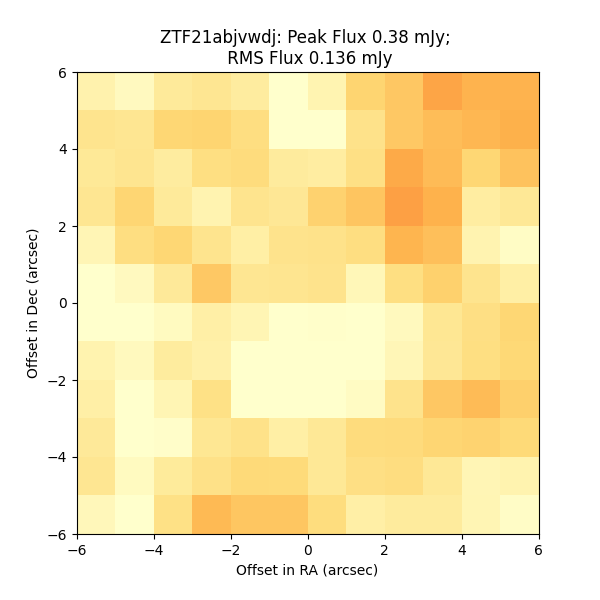 ZTF21abjvwdj: Peak Flux 0.38 mJy;
RMS Flux 0.136 mJy
6
4
2
0
−2
−4
−6
Offset in Dec (arcsec)
−6 −4 −2 0 2 4 6
Offset in RA (arcsec)